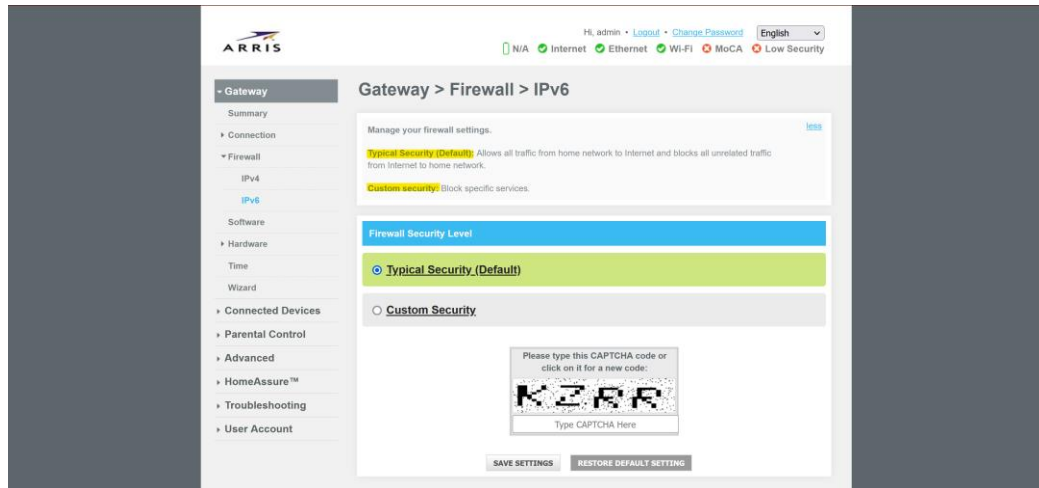 ARRIS
Hi, admin • Logout • Change Password English
N/A Internet Ethernet Wi-Fi MoCA Low Security
Gateway
Summary
Connection
Firewall
IPv4
IPv6
Software
Hardware
Time
Wizard
Connected Devices
Parental Control
Advanced
HomeAssure™
Troubleshooting
User Account
Gateway > Firewall > IPv6
Manage your firewall settings. less
Typical Security (Default): Allows all traffic from home network to Internet and blocks all unrelated traffic
from Internet to home network.
Custom security: Block specific services.
Firewall Security Level
Typical Security (Default)
Custom Security
Please type this CAPTCHA code or
click on it for a new code:
KZRR
Type CAPTCHA Here
SAVE SETTINGS RESTORE DEFAULT SETTING